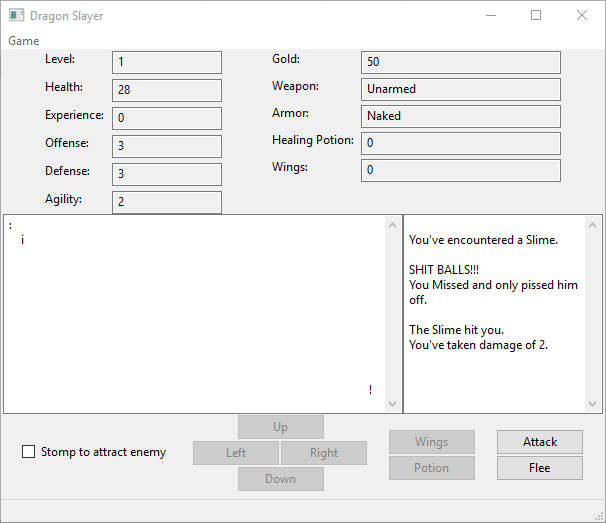 Dragon Slayer
Game
Level: 1 Gold: 50
Health: 28 Weapon: Unarmed
Experience: 0 Armor: Naked
Offense: 3 Healing Potion: 0
Defense: 3 Wings: 0
Agility: 2
:
i
!
You've encountered a Slime.
SHIT BALLS!!!
You Missed and only pissed him
off.
The Slime hit you.
You've taken damage of 2.
Stomp to attract enemy
Up
Left Right
Down
Wings
Potion
Attack
Flee